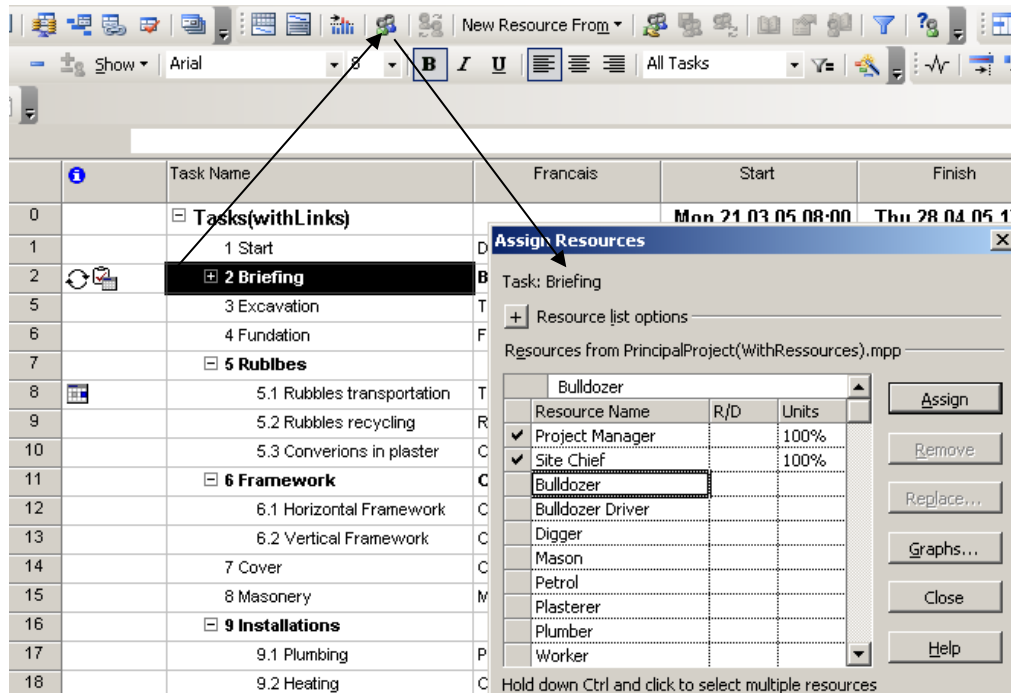 New Resource From
Show Arial 8 B I U All Tasks
Task Name Francais Start Finish
0 Tasks(withLinks) Mon 21.03.05 08:00 Thu 28.04.05
1 1 Start D
2 2 Briefing B
5 3 Excavation T
6 4 Fundation F
7 5 Rublbes
8 5.1 Rubbles transportation T
9 5.2 Rubbles recycling R
10 5.3 Converions in plaster C
11 6 Framework C
12 6.1 Horizontal Framework C
13 6.2 Vertical Framework C
14 7 Cover C
15 8 Masonery M
16 9 Installations
17 9.1 Plumbing P
18 9.2 Heating C
Assign Resources
Task: Briefing
Resource list options
Resources from PrincipalProject(WithRessources).mpp
Bulldozer
Resource Name R/D Units
Project Manager 100%
Site Chief 100%
Bulldozer
Bulldozer Driver
Digger
Mason
Petrol
Plasterer
Plumber
Worker
Assign
Remove
Replace...
Graphs...
Close
Help
Hold down Ctrl and click to select multiple resources